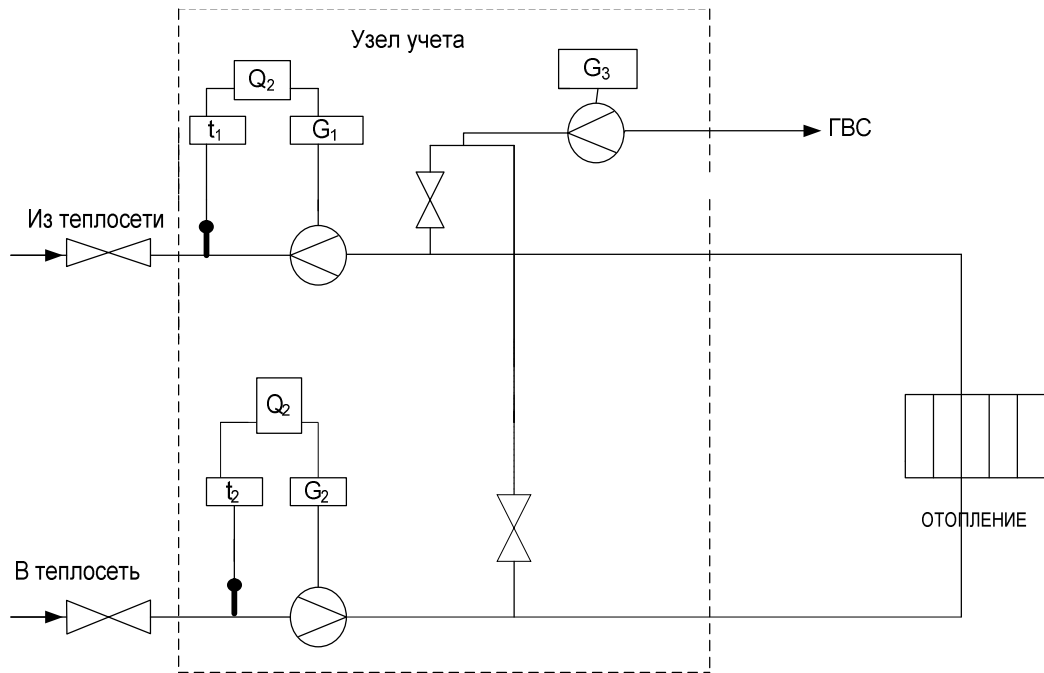 Узел учета
Q₂
G₃
t₁
G₁
ГВС
Из теплосети
Q₂
t₂
G₂
ОТОПЛЕНИЕ
В теплосеть